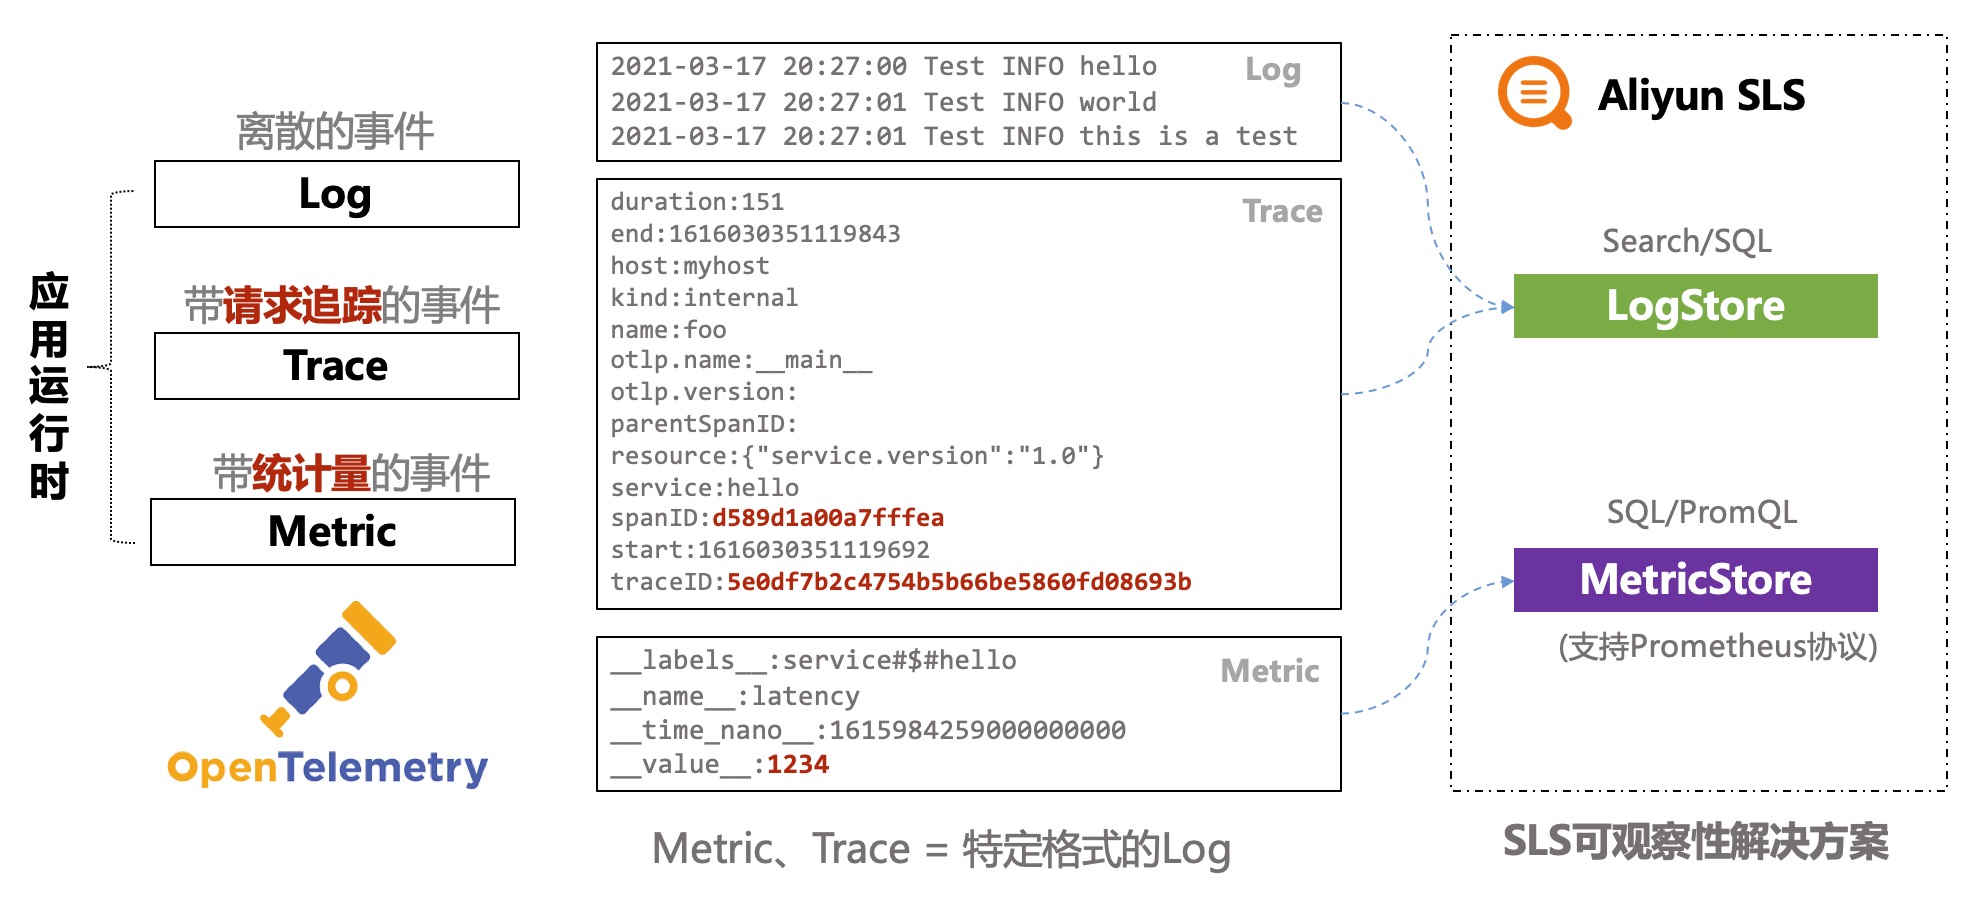 应用运行时
离散的事件
Log
带请求追踪的事件
Trace
带统计量的事件
Metric
OpenTelemetry
Log
2021-03-17 20:27:00 Test INFO hello
2021-03-17 20:27:01 Test INFO world
2021-03-17 20:27:01 Test INFO this is a test
Trace
duration:151
end:1616030351119843
host:myhost
kind:internal
name:foo
otlp.name:__main__
otlp.version:
parentSpanID:
resource:{"service.version":"1.0"}
service:hello
spanID:d589d1a00a7fffea
start:1616030351119692
traceID:5e0df7b2c4754b5b66be5860fd08693b
Metric
__labels__:service#$#hello
__name__:latency
__time_nano__:1615984259000000000
__value__:1234
Metric、Trace = 特定格式的Log
Aliyun SLS
Search/SQL
LogStore
SQL/PromQL
MetricStore
(支持Prometheus协议)
SLS可观察性解决方案